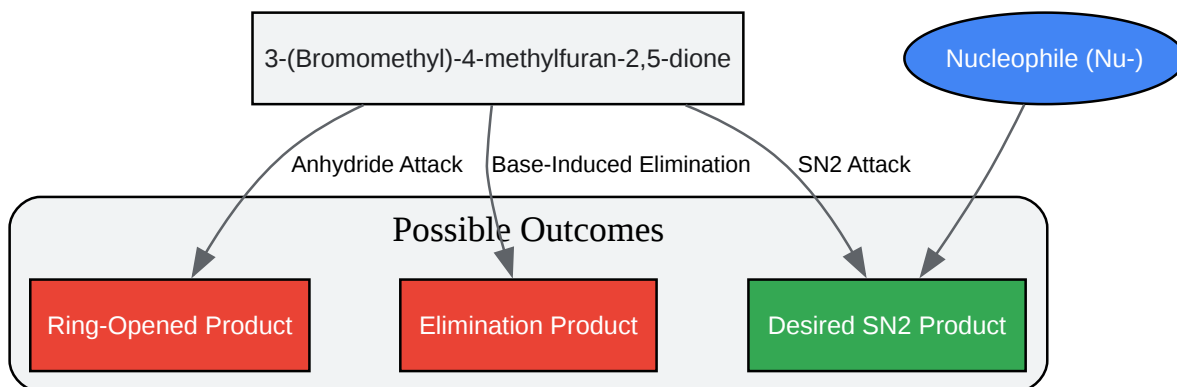 3-(Bromomethyl)-4-methylfuran-2,5-dione
Nucleophile (Nu-)
Anhydride Attack
Base-Induced Elimination
SN2 Attack
Possible Outcomes
Ring-Opened Product
Elimination Product
Desired SN2 Product